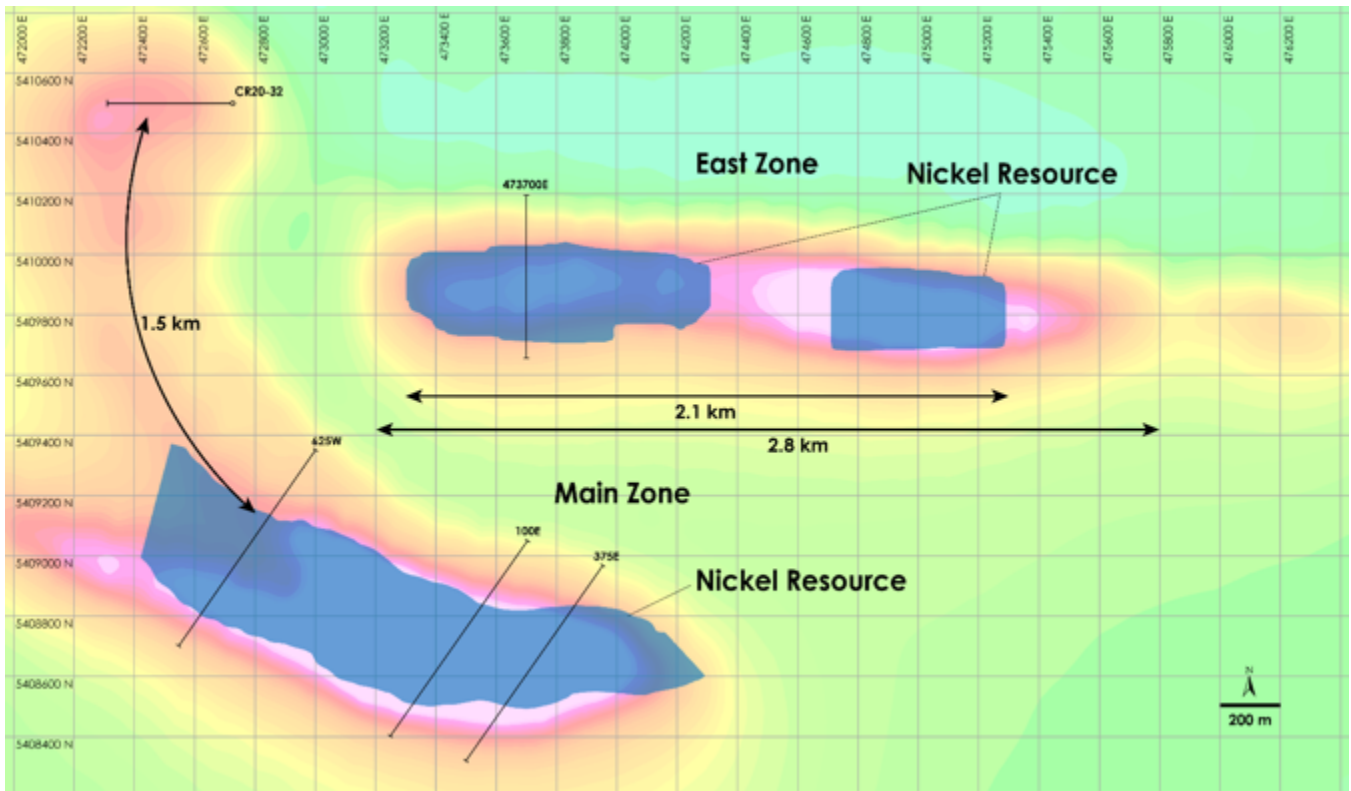 472000 E
472200 E
472400 E
472600 E
472800 E
473000 E
473200 E
473400 E
473600 E
473800 E
474000 E
474200 E
474400 E
474600 E
474800 E
475000 E
475200 E
475400 E
475600 E
475800 E
476000 E
476200 E
5410600 N
CR20-32
5410400 N
East Zone
Nickel Resource
473700E
5410200 N
5410000 N
5409800 N
1.5 km
5409600 N
2.1 km
5409400 N
625W
2.8 km
5409200 N
Main Zone
100E
375E
5409000 N
Nickel Resource
5408800 N
5408600 N
N
200 m
5408400 N